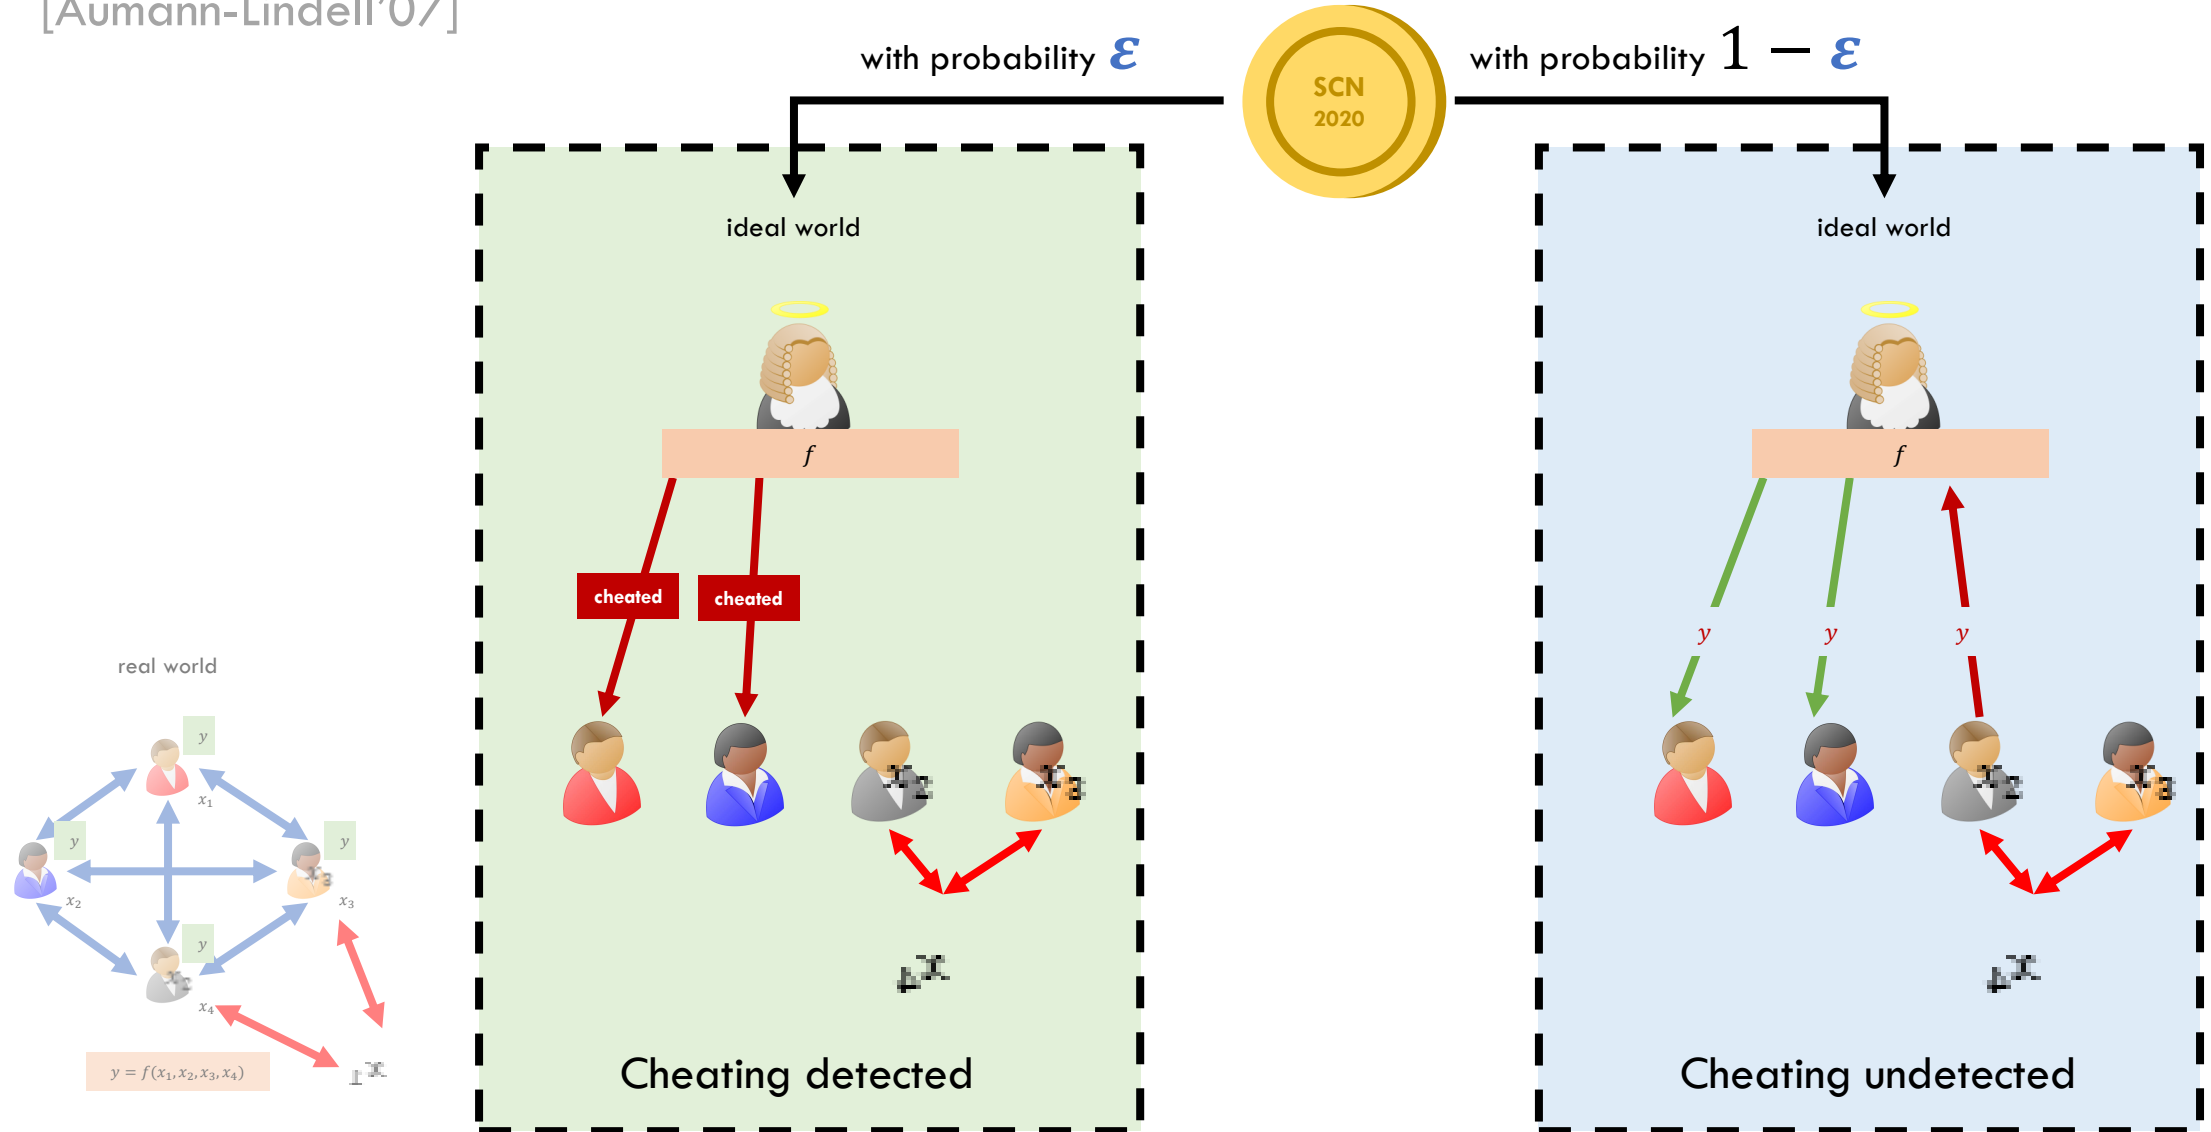 [Aumann-Lindell'07]
with probability ε
SCN
2020
with probability 1 − ε
ideal world
f
cheated
cheated
Cheating detected
ideal world
f
y
y
y
Cheating undetected
real world
y
x₁
y
x₂
y
x₃
y
x₄
y = f(x₁, x₂, x₃, x₄)